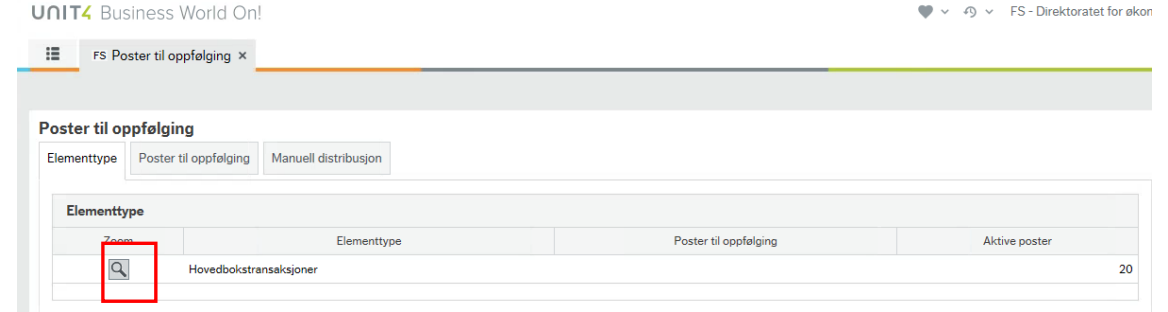 UNIT4 Business World On!
FS - Direktoratet for økon
FS Poster til oppfølging ×
Poster til oppfølging
Elementtype Poster til oppfølging Manuell distribusjon
Elementtype
Zoom Elementtype Poster til oppfølging Aktive poster
Hovedbokstransaksjoner 20